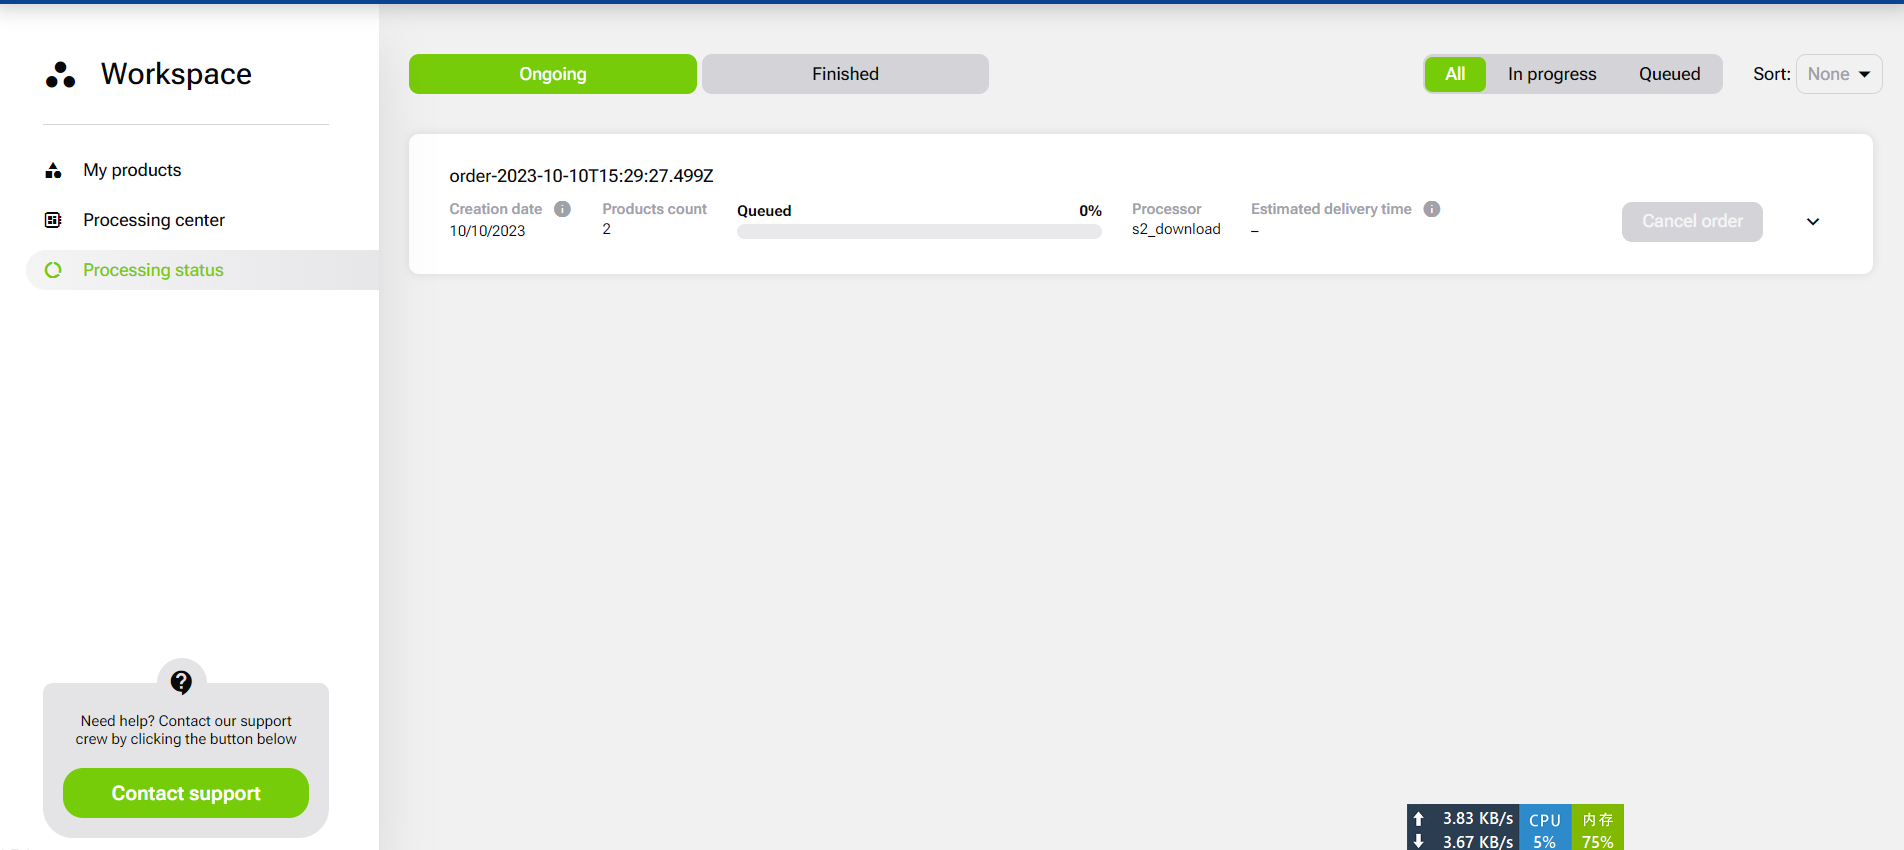 Workspace
My products
Processing center
Processing status
Need help? Contact our support
crew by clicking the button below
Contact support
Ongoing
Finished
All
In progress
Queued
Sort:
None
order-2023-10-10T15:29:27.499Z
Creation date
10/10/2023
Products count
2
Queued
0%
Processor
s2_download
Estimated delivery time
–
Cancel order
3.83 KB/s
3.67 KB/s
CPU
5%
内存
75%